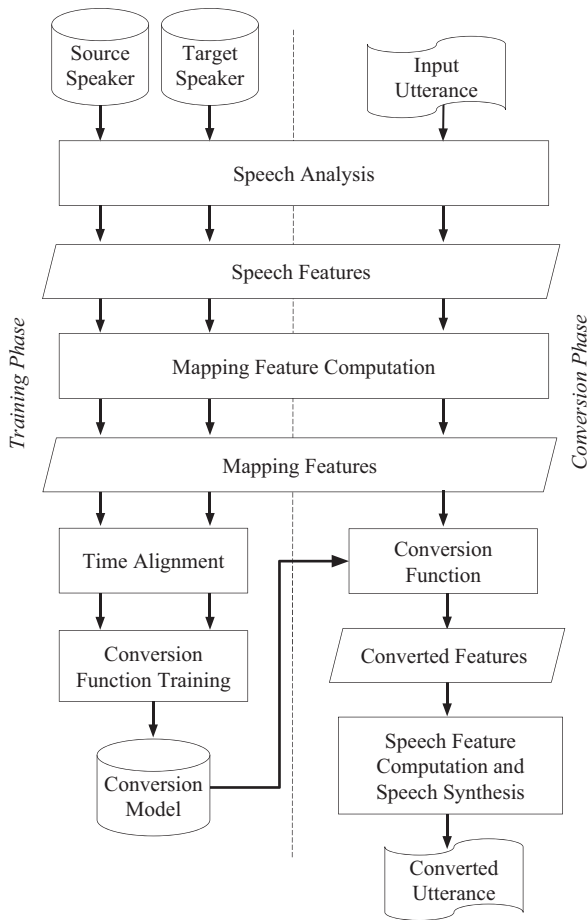 Source
Speaker
Target
Speaker
Input
Utterance
Speech Analysis
Speech Features
Mapping Feature Computation
Mapping Features
Training Phase
Conversion Phase
Time Alignment
Conversion
Function
Conversion
Function Training
Converted Features
Conversion
Model
Speech Feature
Computation and
Speech Synthesis
Converted
Utterance